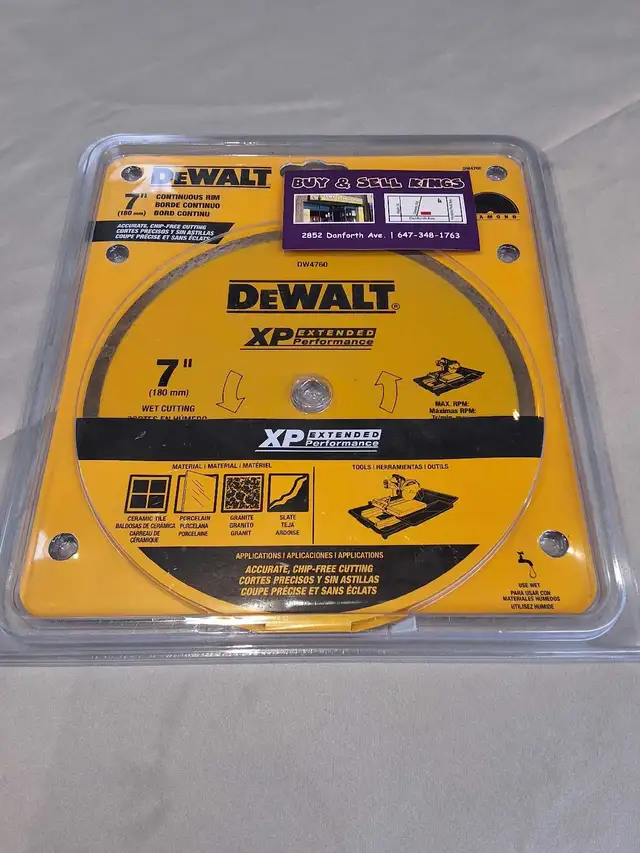 DEWALT
DW4760
7"
(180 mm)
CONTINUOUS RIM
BORDE CONTINUO
BORD CONTINU
ACCURATE, CHIP-FREE CUTTING
CORTES PRECISOS Y SIN ASTILLAS
COUPE PRÉCISE ET SANS ÉCLATS
BUY & SELL KINGS
2852 Danforth Ave. | 647-348-1763
DW4760
DEWALT®
XP EXTENDED
Performance
7"
(180 mm)
WET CUTTING
MAX. RPM:
Máximas RPM:
XP EXTENDED
Performance
MATERIAL | MATERIAL | MATÉRIEL
CERAMIC TILE
BALDOSAS DE CERÁMICA
CARREAU DE
CÉRAMIQUE
PORCELAIN
PORCELANA
PORCELAINE
GRANITE
GRANITO
GRANIT
SLATE
TEJA
ARDOISE
TOOLS | HERRAMIENTAS | OUTILS
APPLICATIONS | APLICACIONES | APPLICATIONS
ACCURATE, CHIP-FREE CUTTING
CORTES PRECISOS Y SIN ASTILLAS
COUPE PRÉCISE ET SANS ÉCLATS
USE WET
PARA USAR CON
MATERIALES HÚMEDOS
UTILISEZ HUMIDE